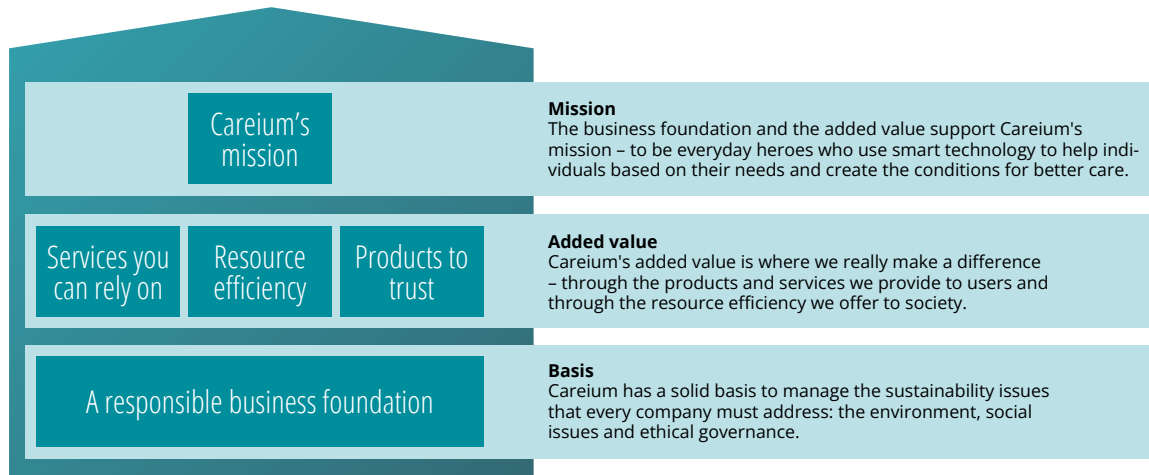 Careium's
mission
Mission
The business foundation and the added value support Careium's
mission – to be everyday heroes who use smart technology to help indi-
viduals based on their needs and create the conditions for better care.
Services you
can rely on
Resource
efficiency
Products to
trust
Added value
Careium's added value is where we really make a difference
– through the products and services we provide to users and
through the resource efficiency we offer to society.
A responsible business foundation
Basis
Careium has a solid basis to manage the sustainability issues
that every company must address: the environment, social
issues and ethical governance.